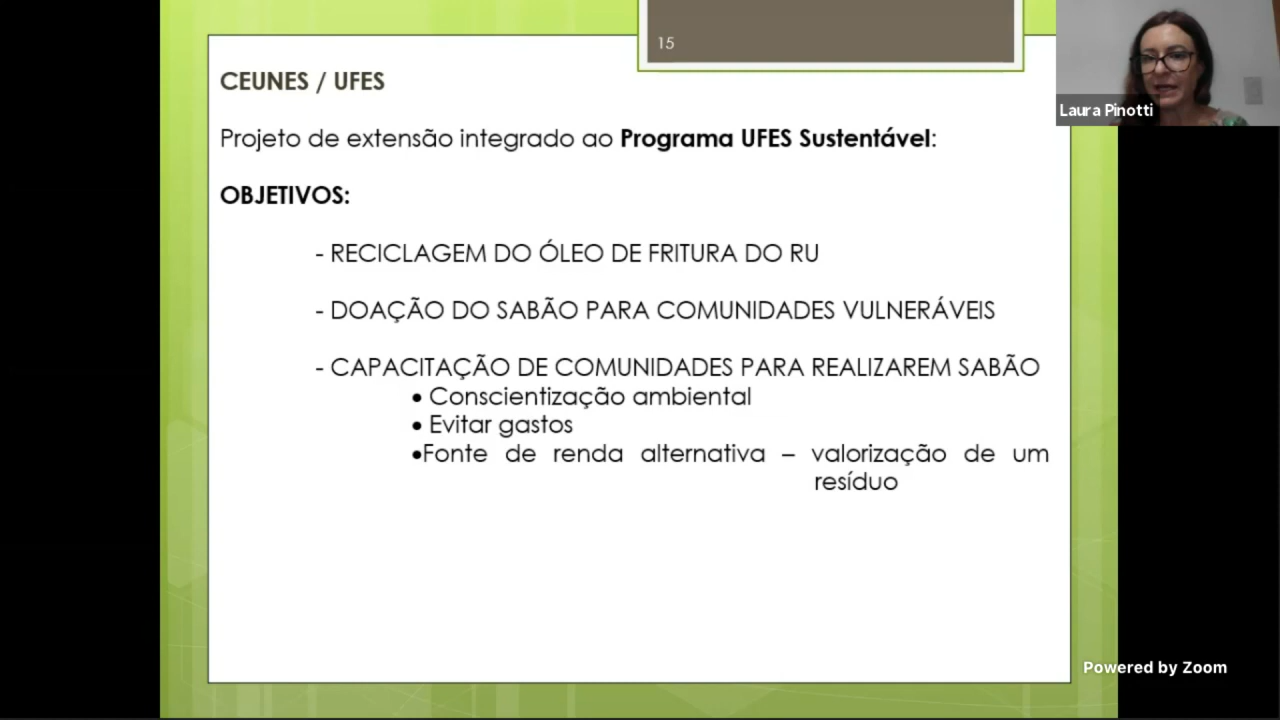 15
CEUNES / UFES
Laura Pinotti
Projeto de extensão integrado ao Programa UFES Sustentável:
OBJETIVOS:
- RECICLAGEM DO ÓLEO DE FRITURA DO RU
- DOAÇÃO DO SABÃO PARA COMUNIDADES VULNERÁVEIS
- CAPACITAÇÃO DE COMUNIDADES PARA REALIZAREM SABÃO
• Conscientização ambiental
• Evitar gastos
•Fonte de renda alternativa – valorização de um
resíduo
Powered by Zoom